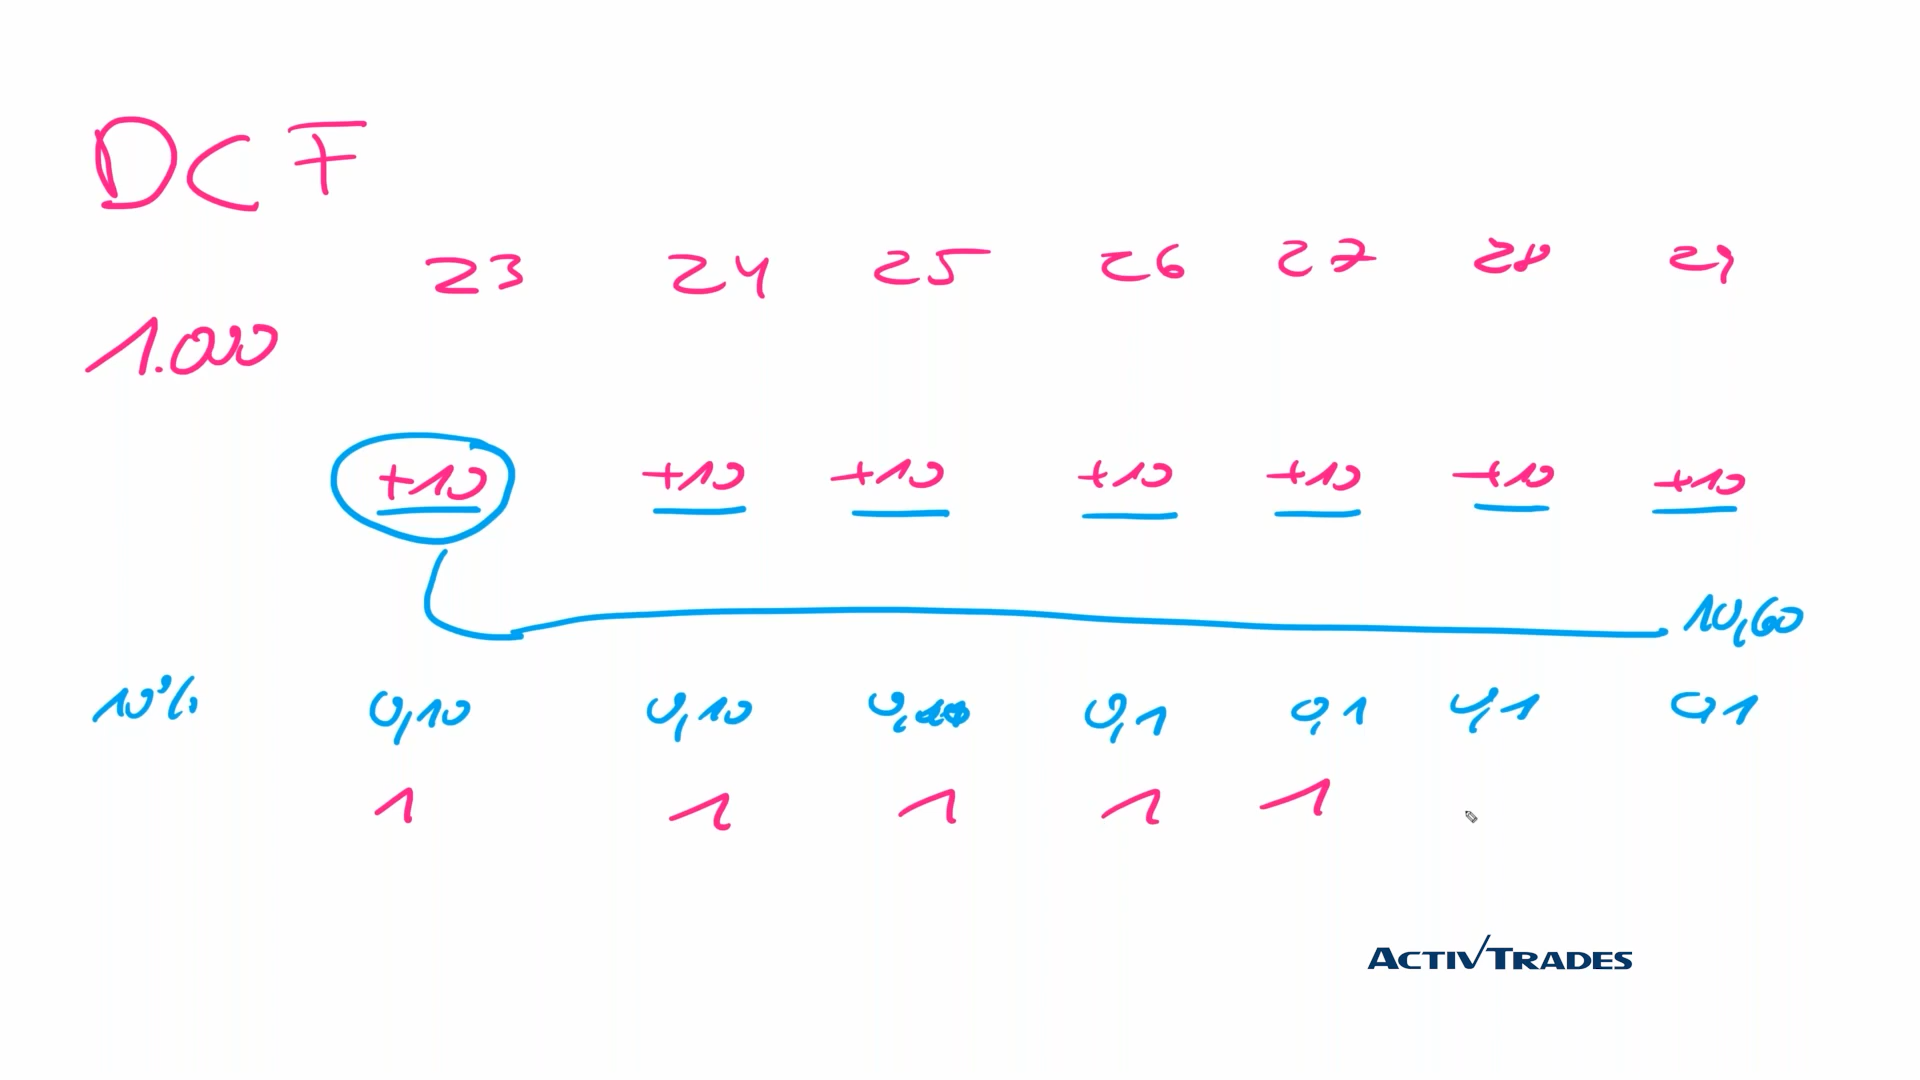 DCF
23 24 25 26 27 28 29
1.000
+10 +10 +10 +10 +10 +10 +10
10,60
10% 0,10 0,10 0,1 0,1 0,1 0,1
1 1 1 1 1
ACTIVTRADES